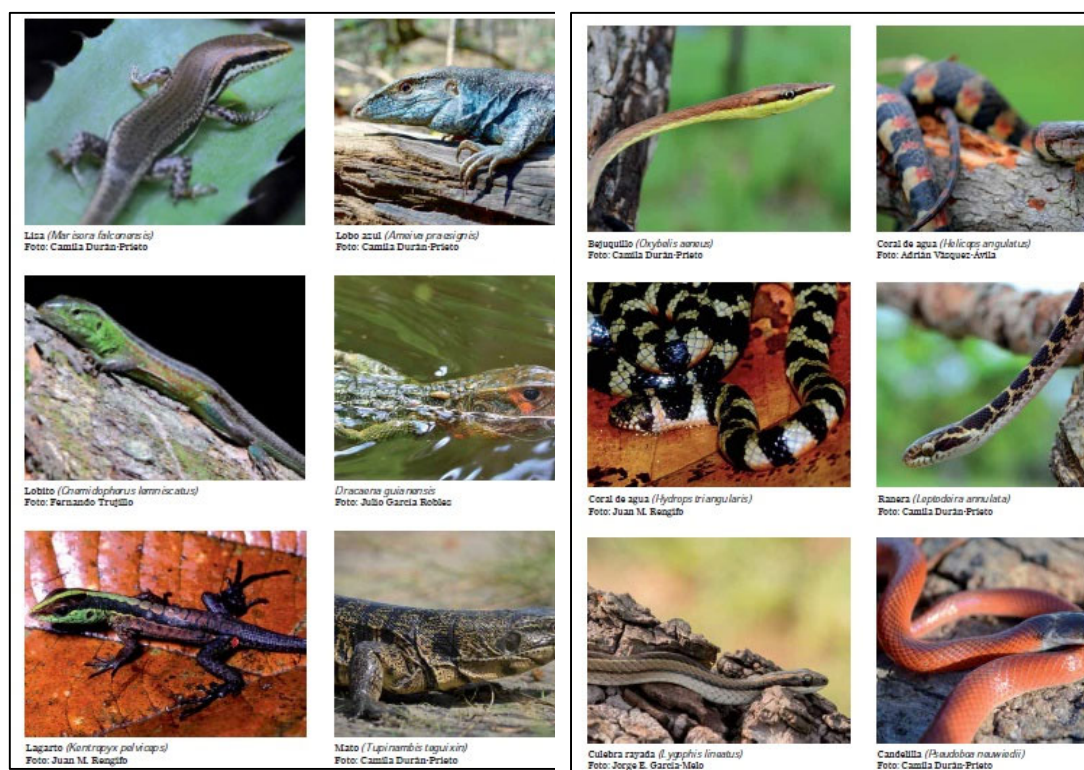 Lisa (Marisora falconensis)
Foto: Camila Durán-Prieto
Lobo azul (Ameiva praesignis)
Foto: Camila Durán-Prieto
Lobito (Cnemidophorus lemniscatus)
Foto: Fernando Trujillo
Dracaena guianensis
Foto: Julio García Robles
Lagarto (Kentropyx pelviceps)
Foto: Juan M. Rengifo
Mato (Tupinambis teguixin)
Foto: Camila Durán-Prieto
Bejuquillo (Oxybelis aeneus)
Foto: Camila Durán-Prieto
Coral de agua (Helicops angulatus)
Foto: Adrián Vásquez-Ávila
Coral de agua (Hydrops triangularis)
Foto: Juan M. Rengifo
Ranera (Leptodeira annulata)
Foto: Camila Durán-Prieto
Culebra rayada (Lygophis lineatus)
Foto: Jorge E. García-Melo
Candelilla (Pseudoboa neuwiedii)
Foto: Camila Durán-Prieto